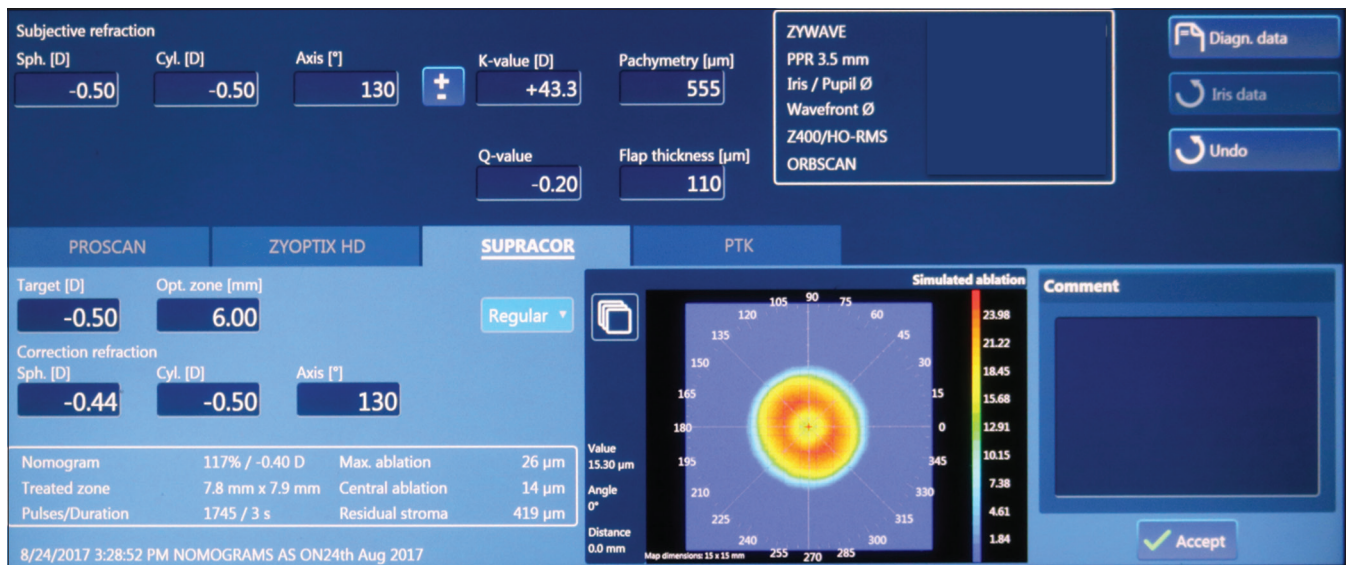 Subjective refraction
Sph. [D] Cyl. [D] Axis [°] K-value [D] Pachymetry [µm]
-0.50 -0.50 130 ± +43.3 555
Q-value Flap thickness [µm]
-0.20 110
ZYWAVE
PPR 3.5 mm
Iris / Pupil Ø
Wavefront Ø
Z400/HO-RMS
ORBSCAN
Diagn. data
Iris data
Undo
PROSCAN ZYOPTIX HD SUPRACOR PTK
Target [D] Opt. zone [mm]
-0.50 6.00 Regular
Correction refraction
Sph. [D] Cyl. [D] Axis [°]
-0.44 -0.50 130
Nomogram 117% / -0.40 D Max. ablation 26 µm
Treated zone 7.8 mm x 7.9 mm Central ablation 14 µm
Pulses/Duration 1745 / 3 s Residual stroma 419 µm
8/24/2017 3:28:52 PM NOMOGRAMS AS ON24th Aug 2017
Simulated ablation
105 90 75
120 60
135 45
150 30
165 15
180 0
195 345
210 330
225 315
240 300
255 270 285
23.98
21.22
18.45
15.68
12.91
10.15
7.38
4.61
1.84
Value
15.30 µm
Angle
0°
Distance
0.0 mm
Map dimensions: 15 x 15 mm
Comment
Accept